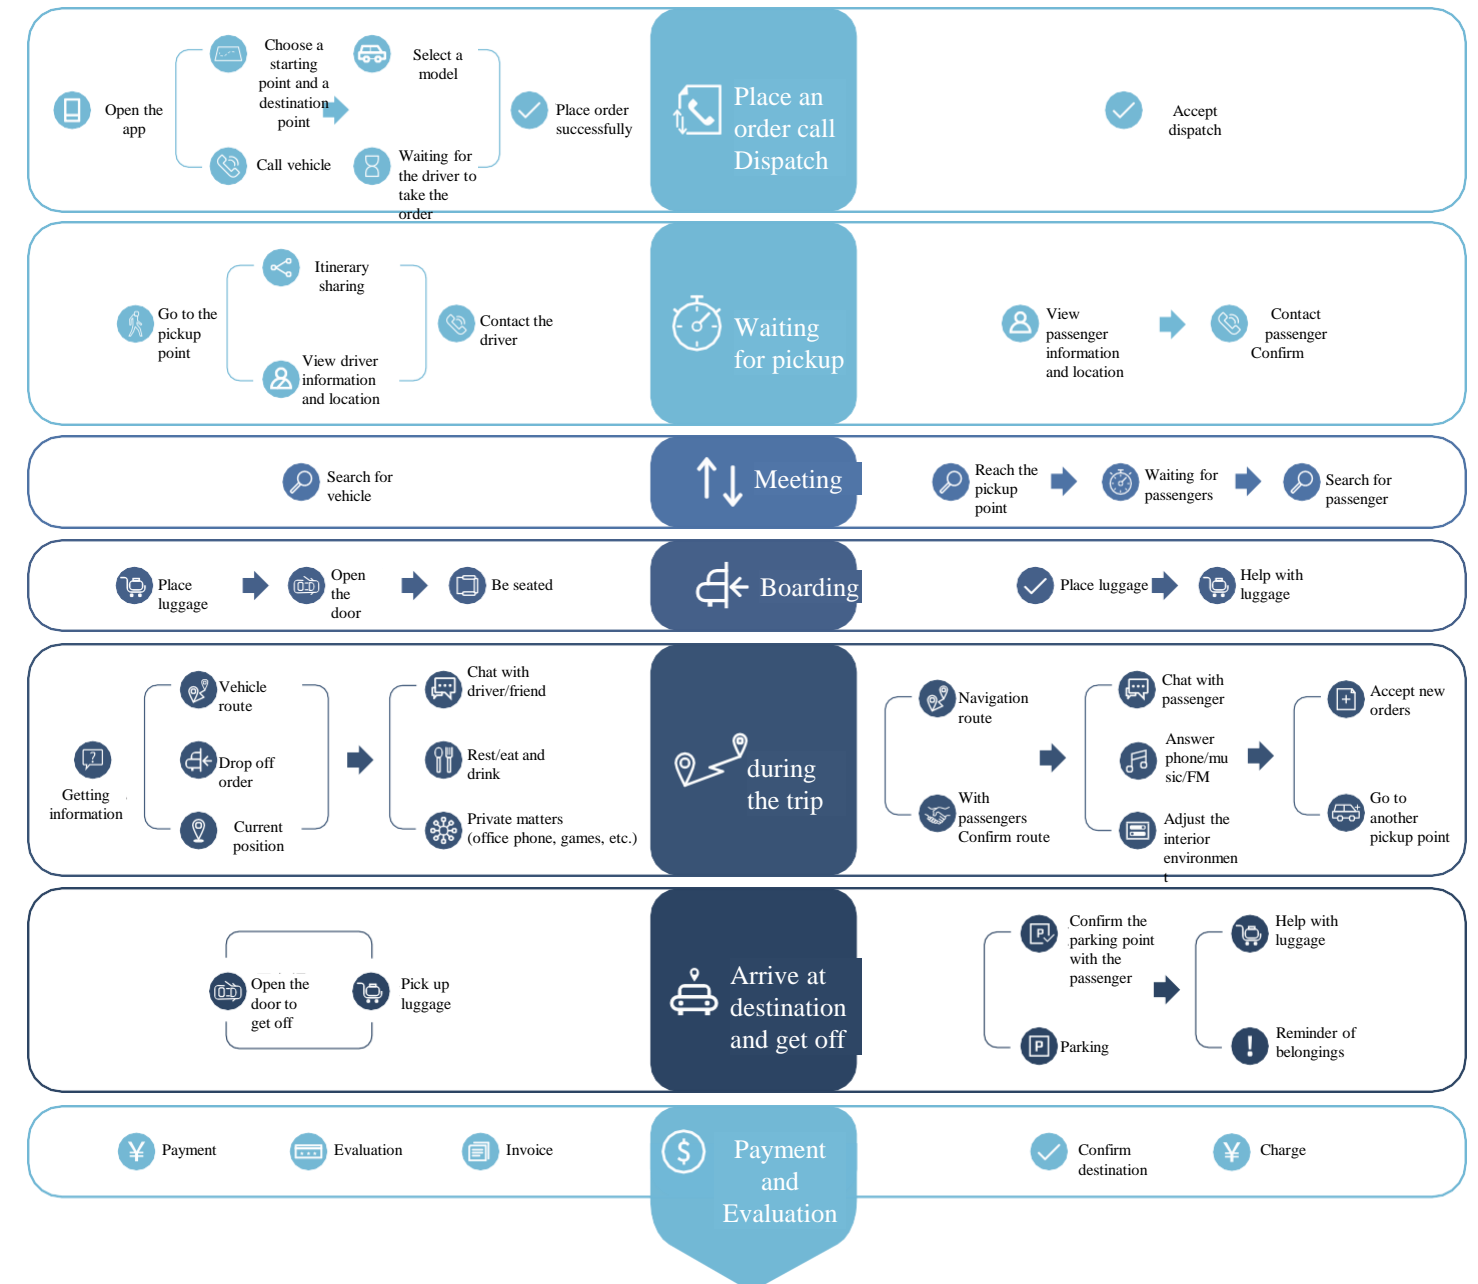 Open the
app
Choose a
starting
point and a
destination
point
Call vehicle
Select a
model
Waiting for
the driver to
take the
order
Place order
successfully
Place an
order call
Dispatch
Accept
dispatch
Go to the
pickup
point
Itinerary
sharing
View driver
information
and location
Contact the
driver
Waiting
for pickup
View
passenger
information
and location
Contact
passenger
Confirm
Search for
vehicle
Meeting
Reach the
pickup
point
Waiting for
passengers
Search for
passenger
Place
luggage
Open
the
door
Be seated
Boarding
Place luggage
Help with
luggage
?
Getting
information
Vehicle
route
Drop off
order
Current
position
Chat with
driver/friend
Rest/eat and
drink
Private matters
(office phone, games, etc.)
during
the trip
Navigation
route
With
passengers
Confirm route
Chat with
passenger
Answer
phone/mu
sic/FM
Adjust the
interior
environmen
t
Accept new
orders
Go to
another
pickup point
Open the
door to
get off
Pick up
luggage
Arrive at
destination
and get off
P
Confirm the
parking point
with the
passenger
P
Parking
Help with
luggage
!
Reminder of
belongings
¥
Payment
Evaluation
Invoice
$
Payment
and
Evaluation
Confirm
destination
¥
Charge